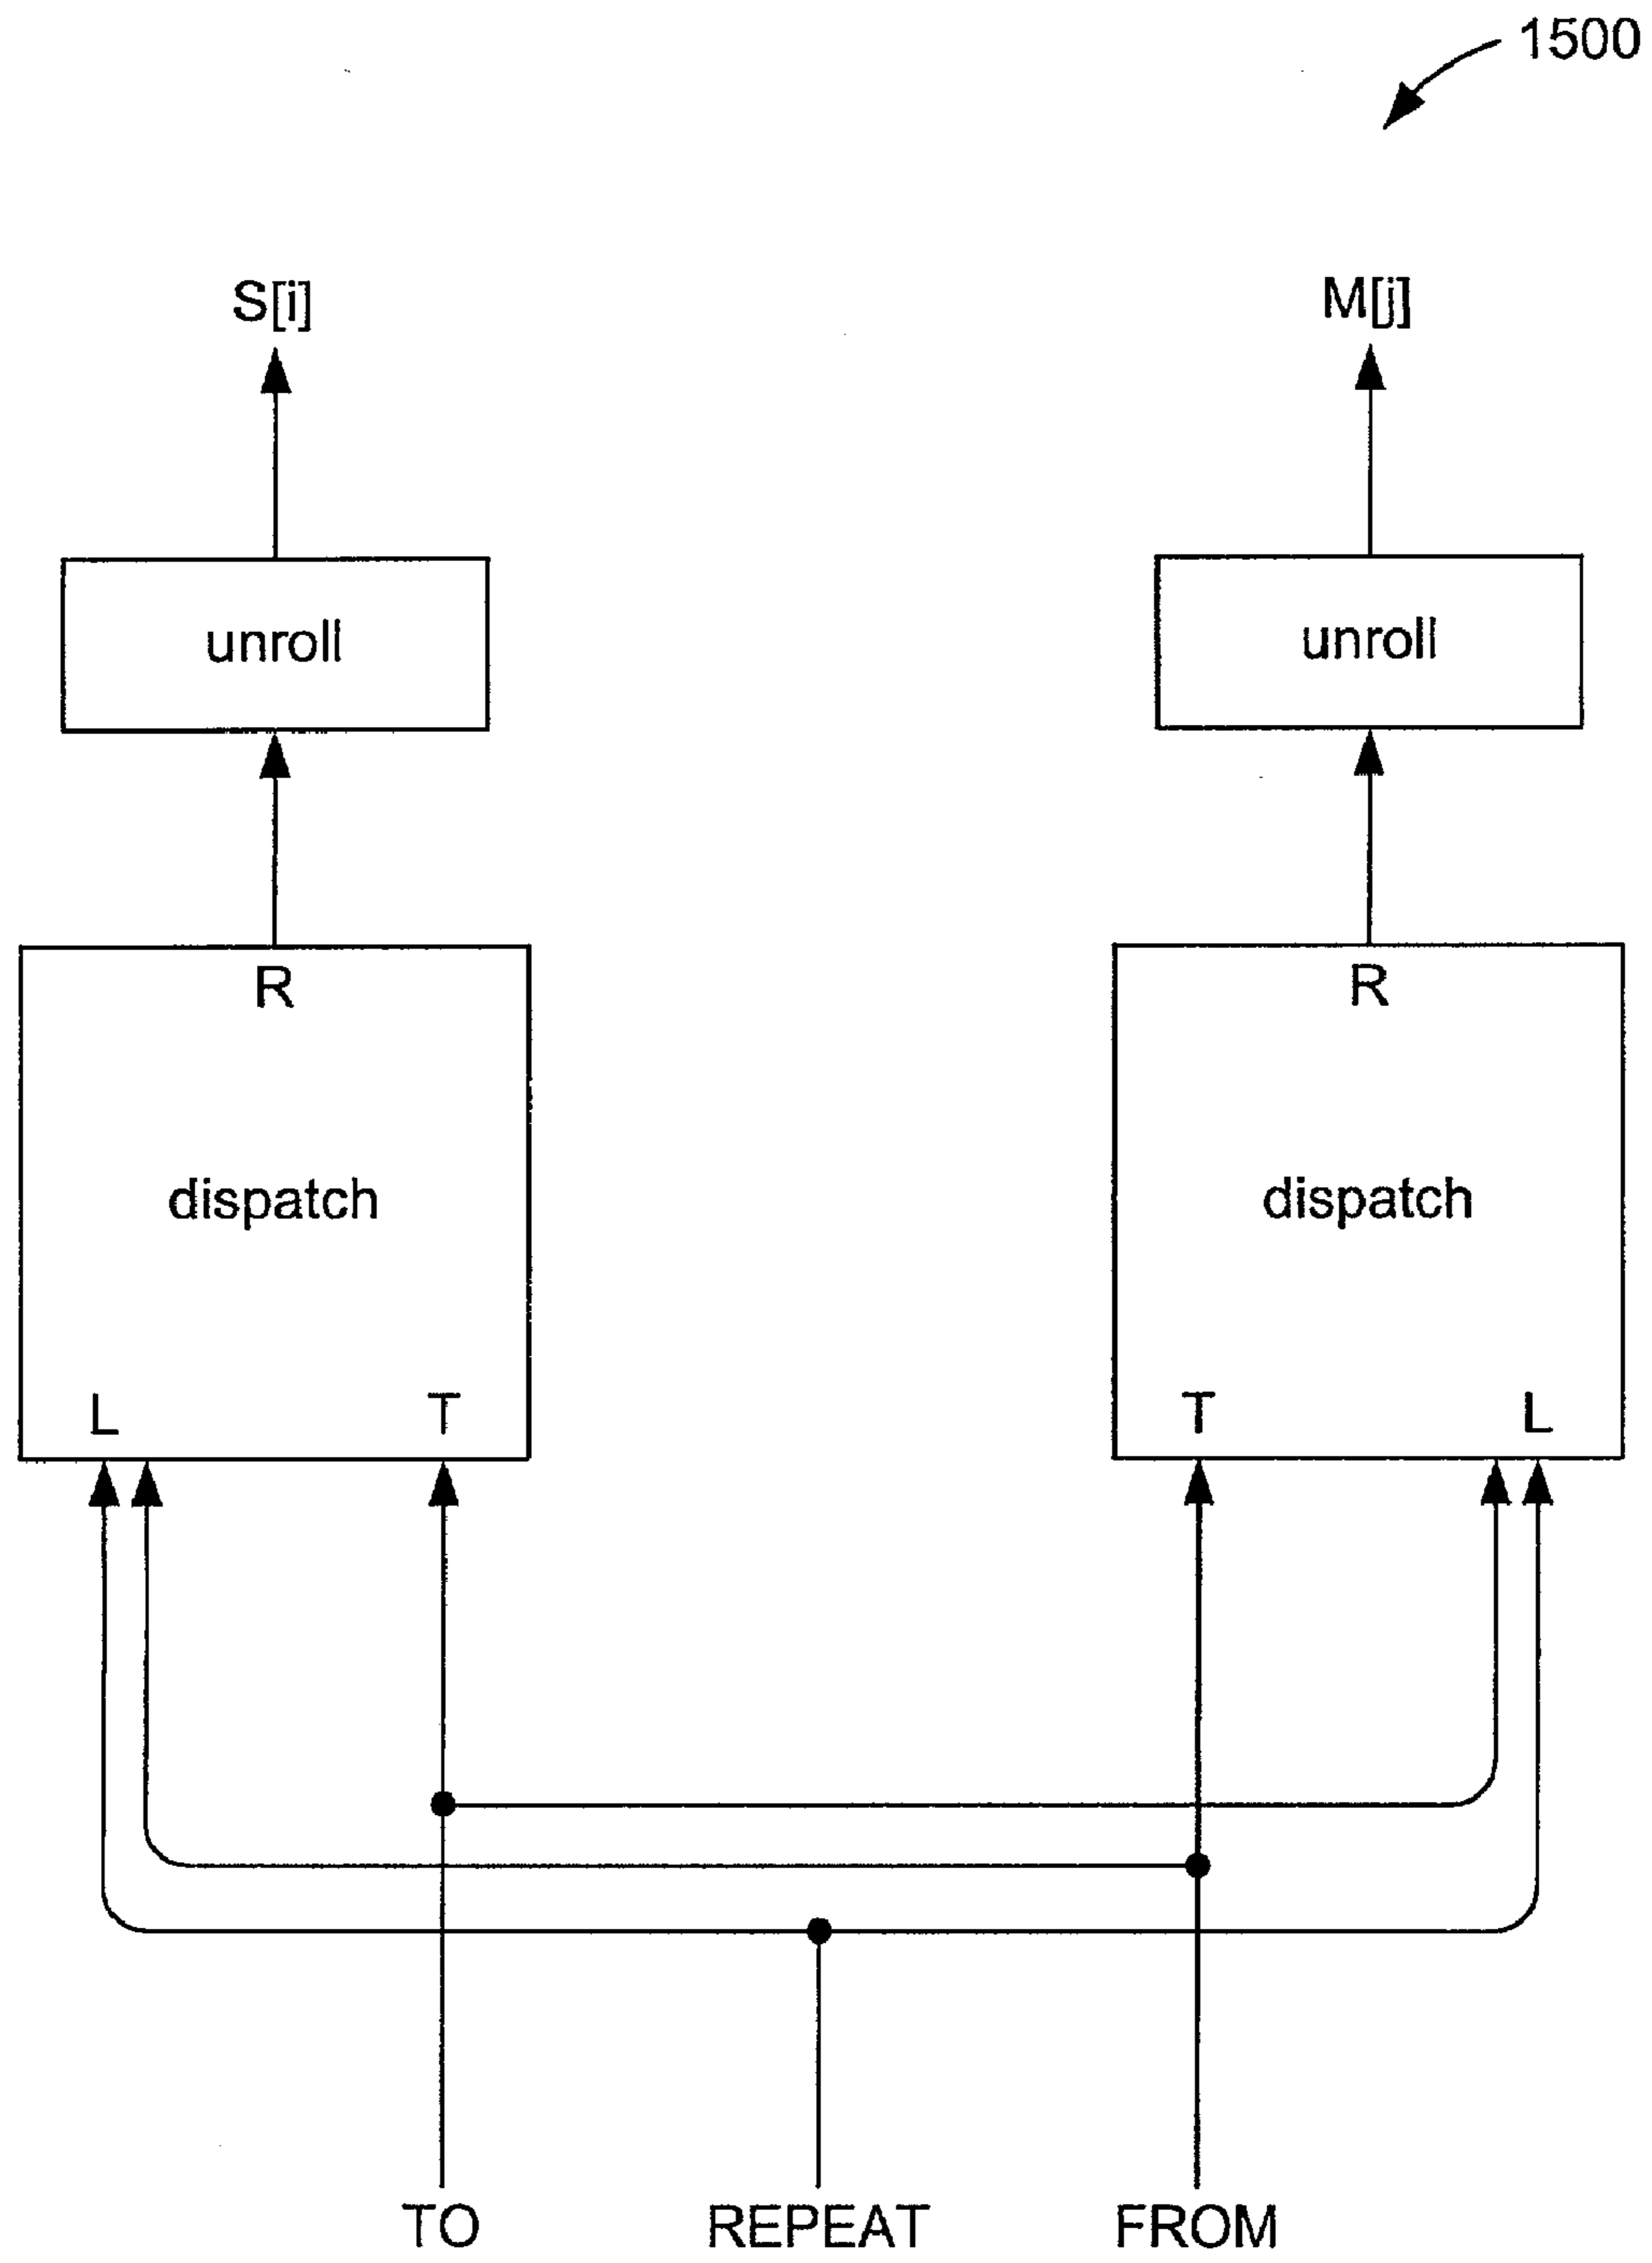 1500
S[i] M[j]
unroll unroll
R R
dispatch dispatch
L T T L
TO REPEAT FROM